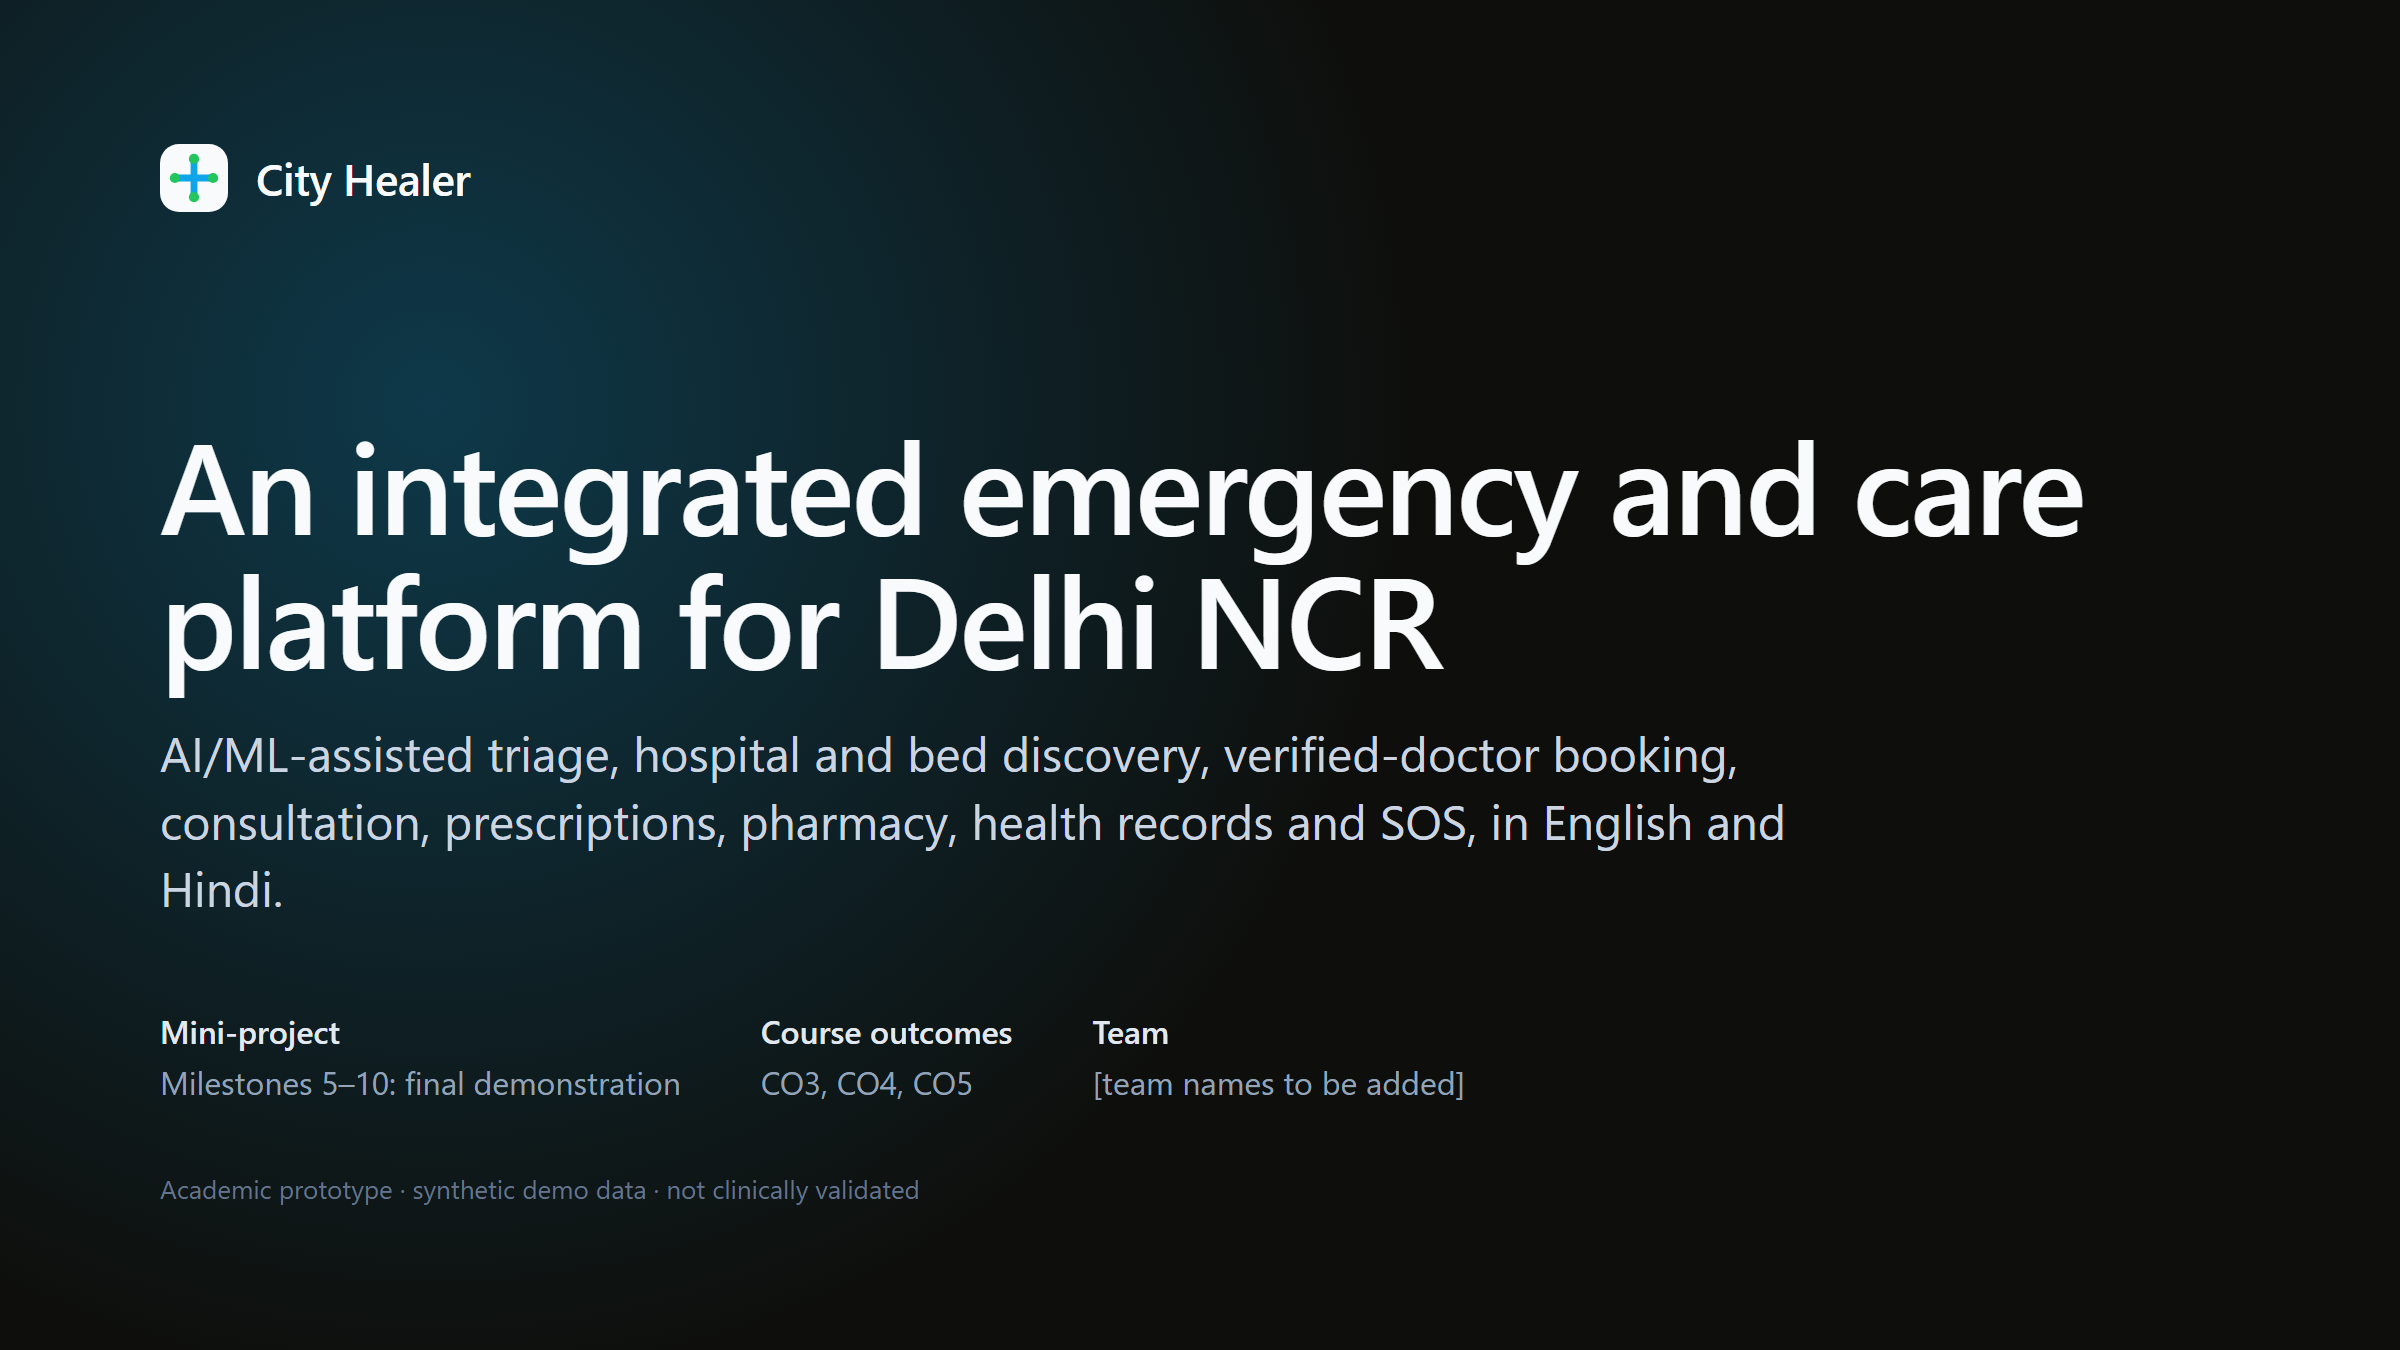 City Healer
An integrated emergency and care
platform for Delhi NCR
AI/ML-assisted triage, hospital and bed discovery, verified-doctor booking,
consultation, prescriptions, pharmacy, health records and SOS, in English and
Hindi.
Mini-project
Milestones 5–10: final demonstration
Course outcomes
CO3, CO4, CO5
Team
[team names to be added]
Academic prototype · synthetic demo data · not clinically validated